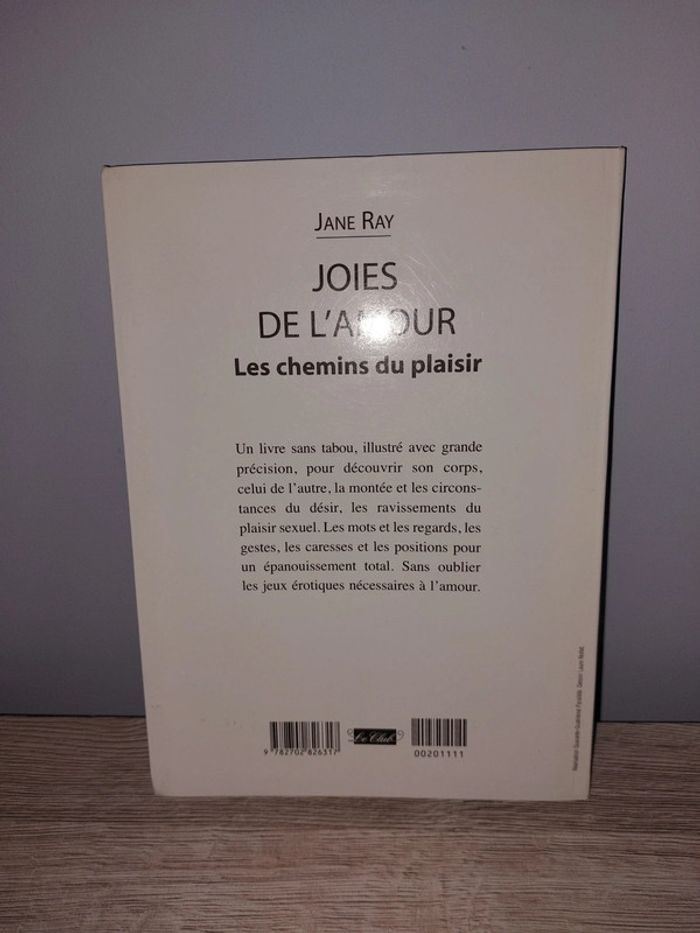 JANE RAY
JOIES
DE L'AMOUR
Les chemins du plaisir
Un livre sans tabou, illustré avec grande
précision, pour découvrir son corps,
celui de l'autre, la montée et les circons-
tances du désir, les ravissements du
plaisir sexuel. Les mots et les regards, les
gestes, les caresses et les positions pour
un épanouissement total. Sans oublier
les jeux érotiques nécessaires à l'amour.
Le Club
9 782702 826317
00201111